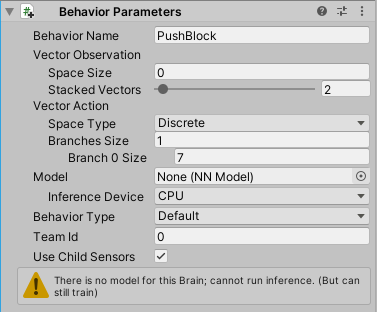 Behavior Parameters
Behavior Name PushBlock
Vector Observation
Space Size 0
Stacked Vectors 2
Vector Action
Space Type Discrete
Branches Size 1
Branch 0 Size 7
Model None (NN Model)
Inference Device CPU
Behavior Type Default
Team Id 0
Use Child Sensors
There is no model for this Brain; cannot run inference. (But can
still train)